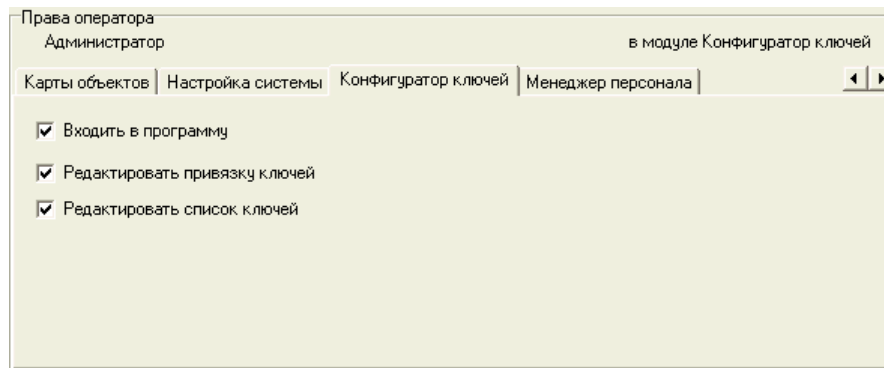 Права оператора
Администратор в модуле Конфигуратор ключей
Карты объектов Настройка системы Конфигуратор ключей Менеджер персонала
Входить в программу
Редактировать привязку ключей
Редактировать список ключей